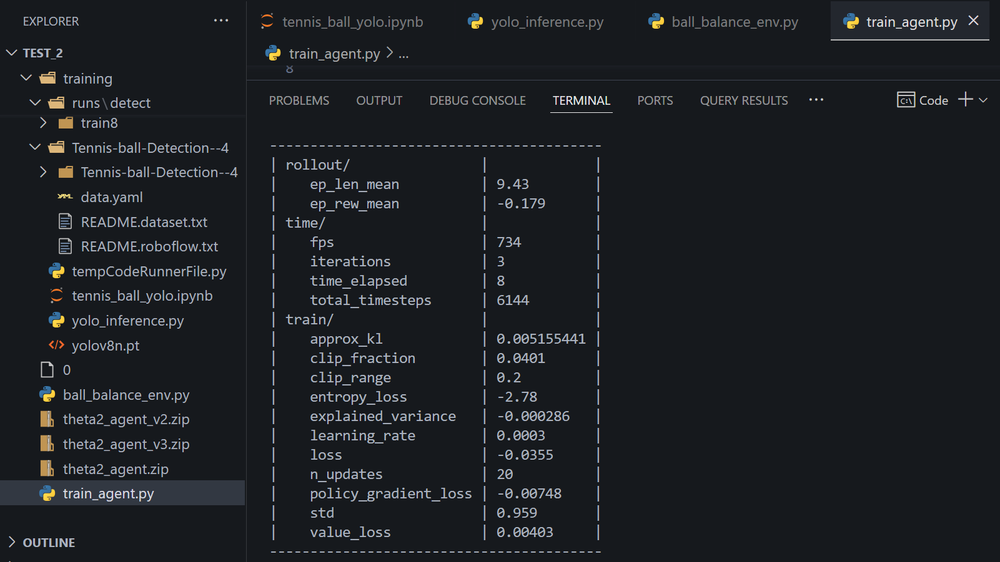 EXPLORER ...
TEST_2
training
runs\detect
train8
Tennis-ball-Detection--4
Tennis-ball-Detection--4
YAML data.yaml
README.dataset.txt
README.roboflow.txt
tempCodeRunnerFile.py
tennis_ball_yolo.ipynb
yolo_inference.py
yolov8n.pt
0
ball_balance_env.py
theta2_agent_v2.zip
theta2_agent_v3.zip
theta2_agent.zip
train_agent.py
OUTLINE
tennis_ball_yolo.ipynb yolo_inference.py ball_balance_env.py train_agent.py
train_agent.py > ...
8
PROBLEMS OUTPUT DEBUG CONSOLE TERMINAL PORTS QUERY RESULTS ... Code
-----------------------------------------
| rollout/ | |
| ep_len_mean | 9.43 |
| ep_rew_mean | -0.179 |
| time/ | |
| fps | 734 |
| iterations | 3 |
| time_elapsed | 8 |
| total_timesteps | 6144 |
| train/ | |
| approx_kl | 0.005155441 |
| clip_fraction | 0.0401 |
| clip_range | 0.2 |
| entropy_loss | -2.78 |
| explained_variance | -0.000286 |
| learning_rate | 0.0003 |
| loss | -0.0355 |
| n_updates | 20 |
| policy_gradient_loss | -0.00748 |
| std | 0.959 |
| value_loss | 0.00403 |
-----------------------------------------